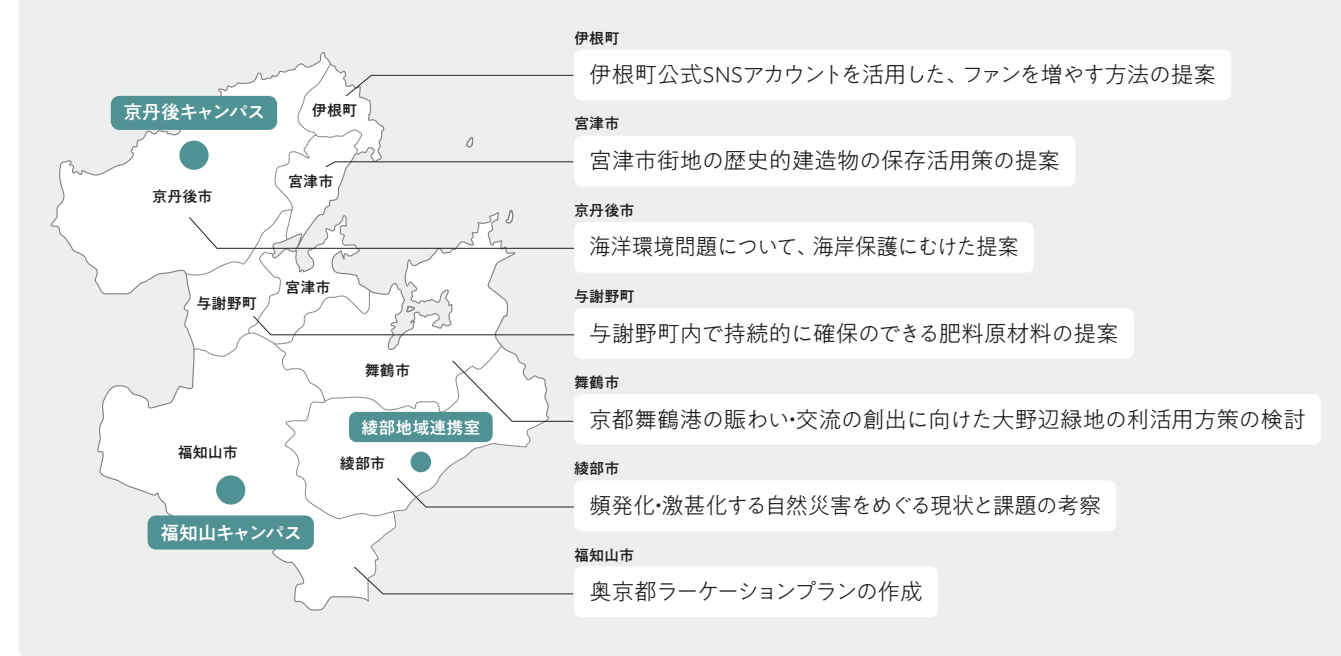 伊根町
伊根町公式SNSアカウントを活用した、ファンを増やす方法の提案
宮津市
宮津市街地の歴史的建造物の保存活用策の提案
京丹後市
海洋環境問題について、海岸保護にむけた提案
与謝野町
与謝野町内で持続的に確保のできる肥料原材料の提案
舞鶴市
京都舞鶴港の賑わい・交流の創出に向けた大野辺緑地の利活用方策の検討
綾部市
頻発化・激甚化する自然災害をめぐる現状と課題の考察
福知山市
奥京都ラーケーションプランの作成
京丹後キャンパス
伊根町
宮津市
京丹後市
宮津市
与謝野町
舞鶴市
綾部地域連携室
福知山市
綾部市
福知山キャンパス